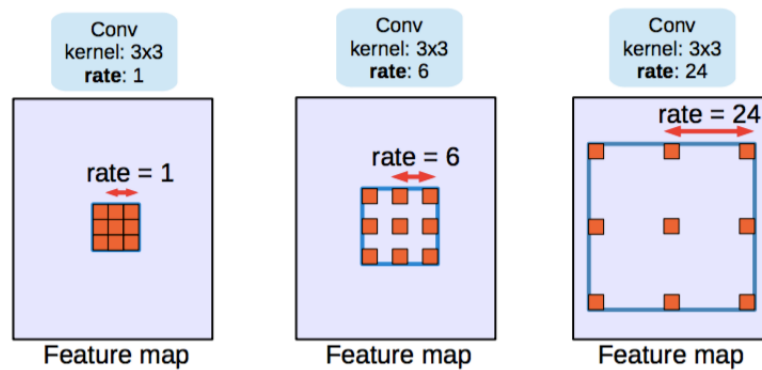 Conv
kernel: 3x3
rate: 1
rate = 1
Feature map
Conv
kernel: 3x3
rate: 6
rate = 6
Feature map
Conv
kernel: 3x3
rate: 24
rate = 24
Feature map